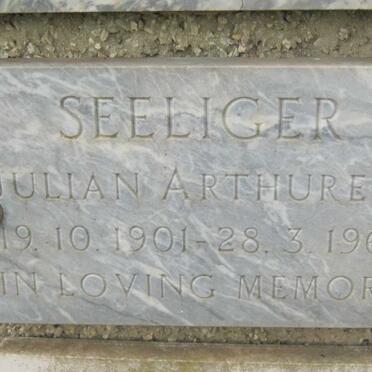 SEELIGER
JULIAN ARTHURE
19.10.1901-28.3.196
IN LOVING MEMOR